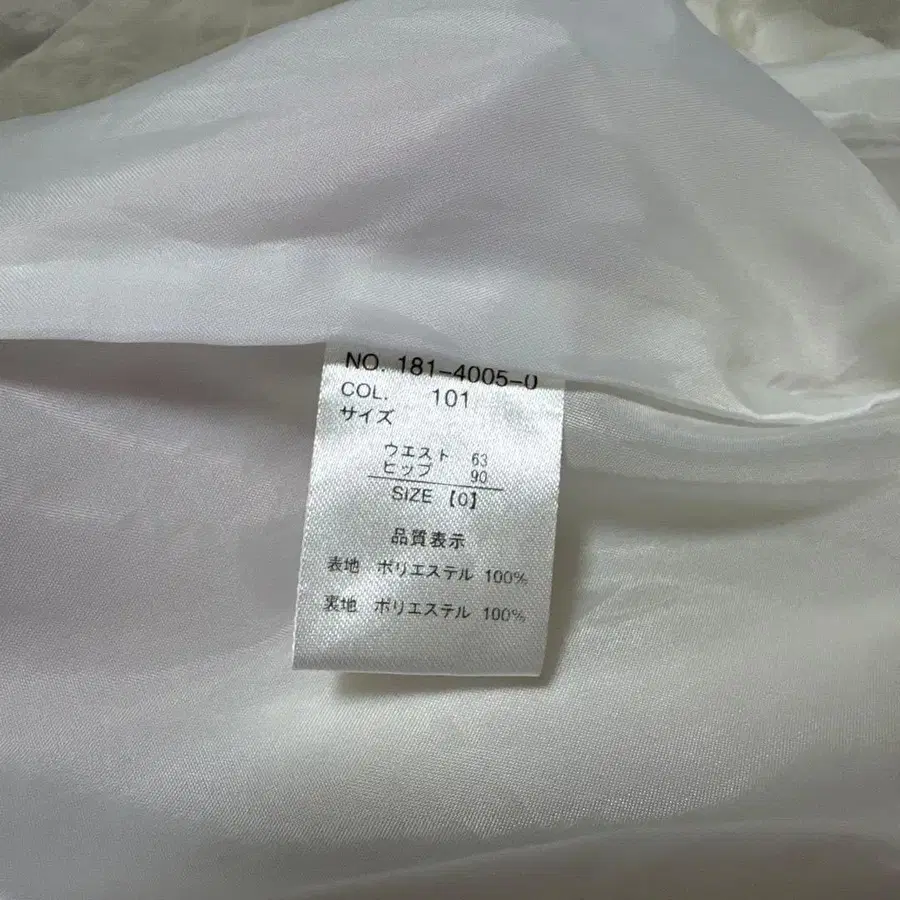 NO. 181-4005-0
COL. 101
サイズ
ウエスト 63
ヒップ 90
SIZE 【0】
品質表示
表地 ポリエステル 100%
裏地 ポリエステル 100%